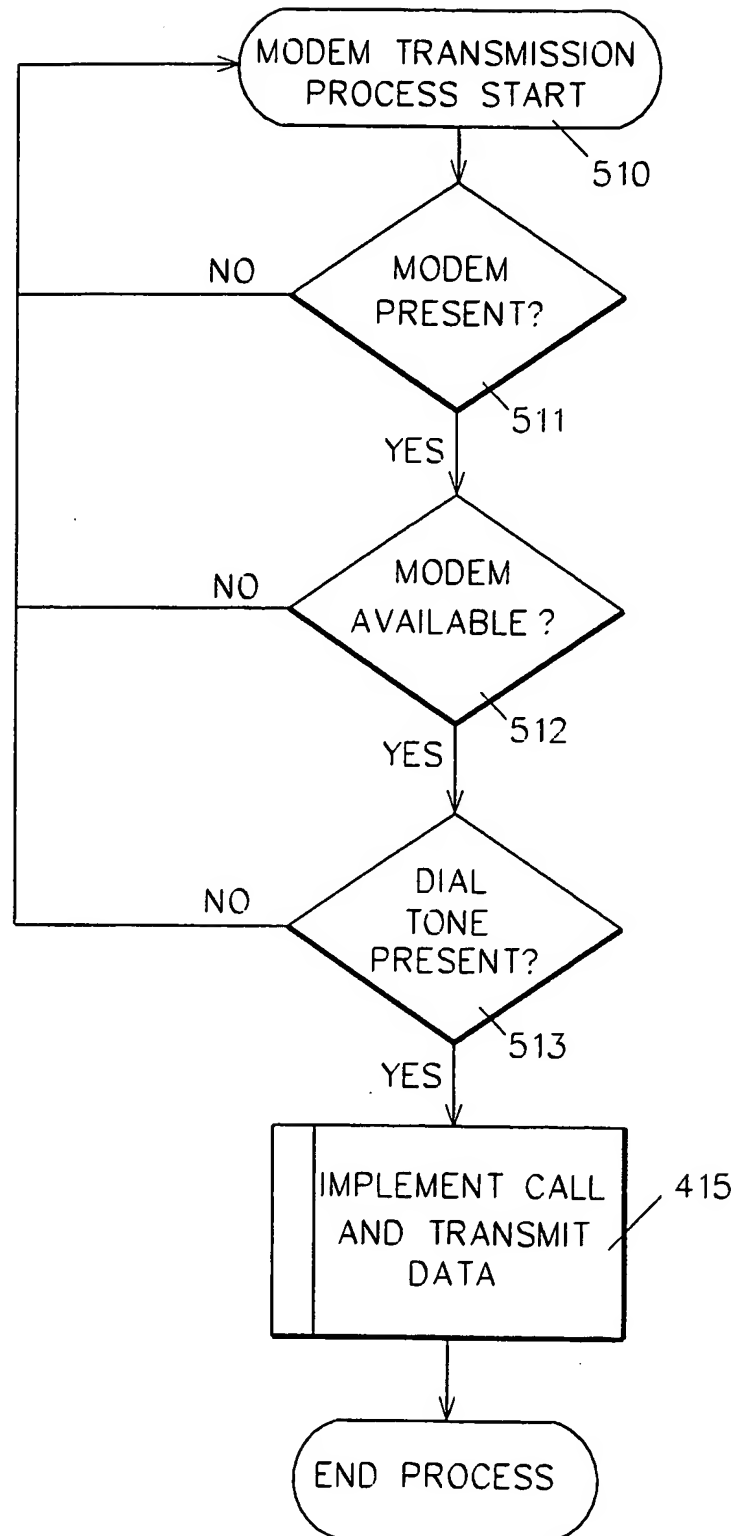 MODEM TRANSMISSION
PROCESS START
510
NO
MODEM
PRESENT?
511
YES
NO
MODEM
AVAILABLE?
512
YES
NO
DIAL
TONE
PRESENT?
513
YES
IMPLEMENT CALL
AND TRANSMIT
DATA
415
END PROCESS